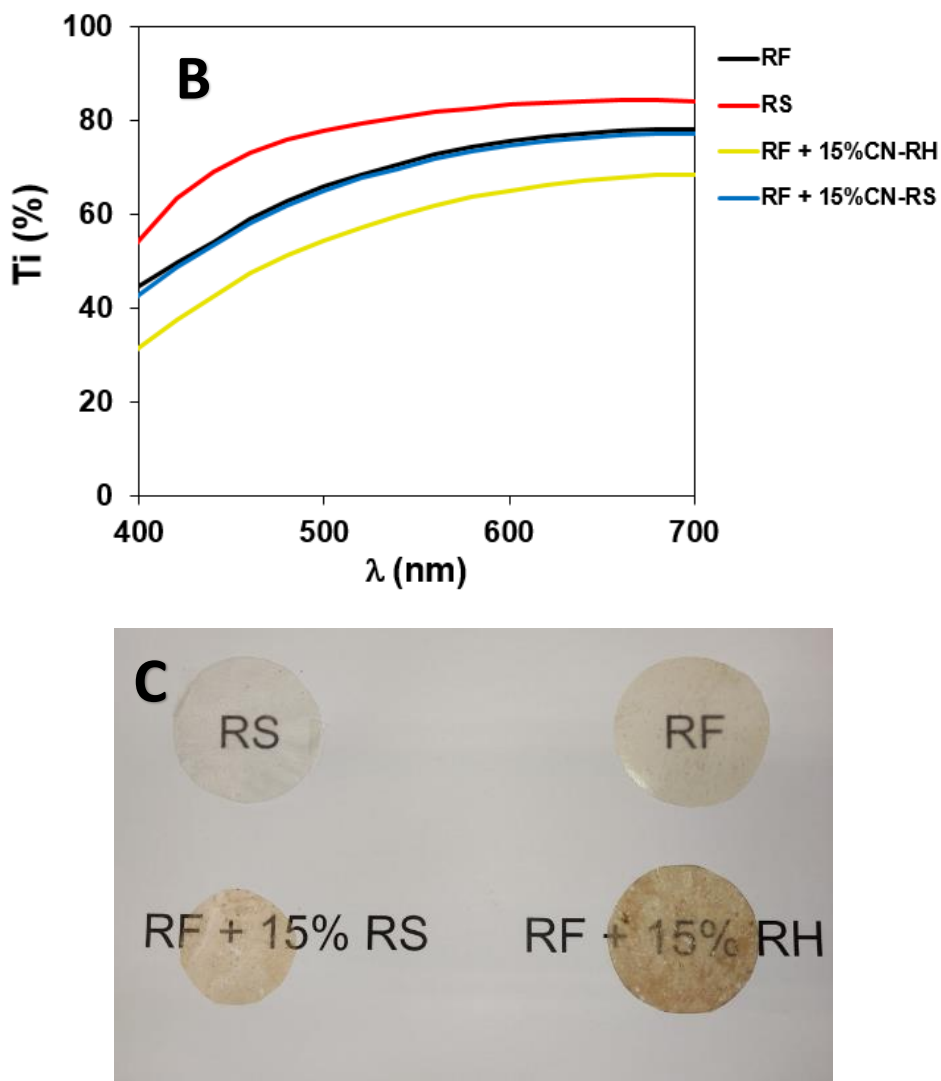 B
100
80
60
40
20
0
Ti (%)
400 500 600 700
λ (nm)
RF
RS
RF + 15%CN-RH
RF + 15%CN-RS
C
RS RF
RF + 15% RS RF + 15% RH